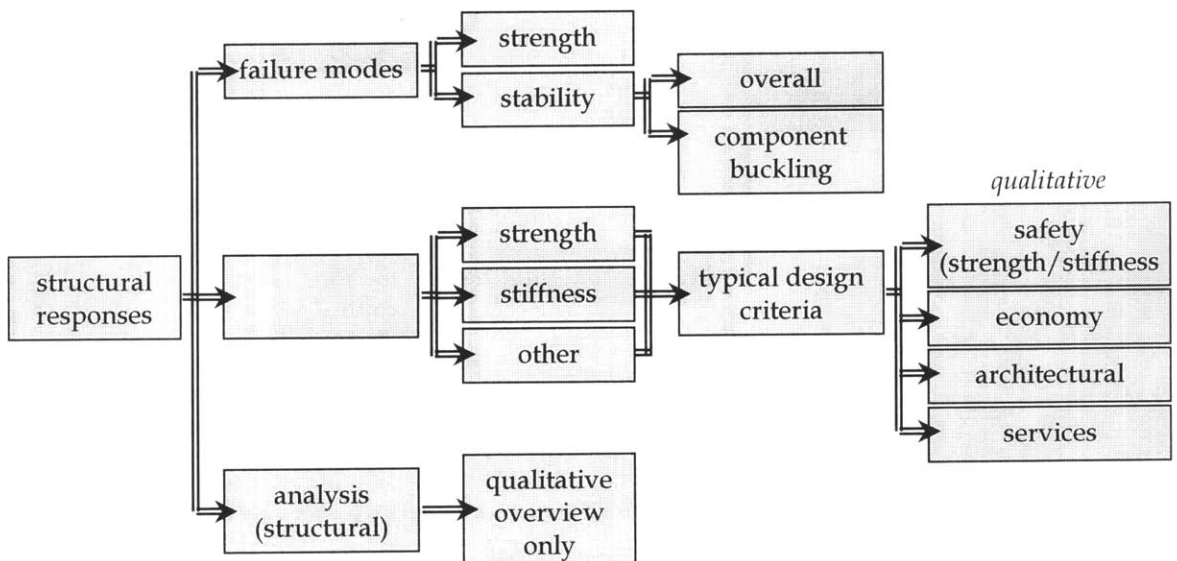 strength
failure modes
stability
overall
component
buckling
qualitative
strength
safety
(strength/stiffness
structural
responses
stiffness
typical design
criteria
economy
other
architectural
services
analysis
(structural)
qualitative
overview
only